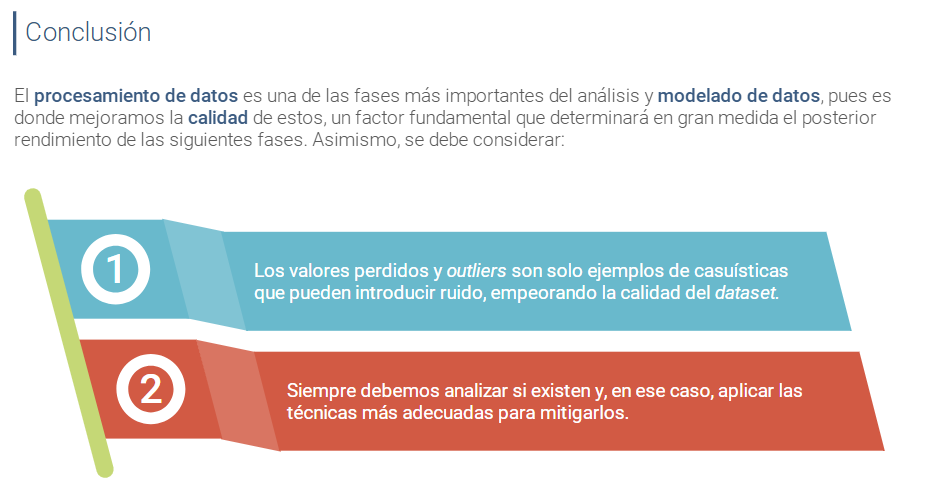 Conclusión
El procesamiento de datos es una de las fases más importantes del análisis y modelado de datos, pues es
donde mejoramos la calidad de estos, un factor fundamental que determinará en gran medida el posterior
rendimiento de las siguientes fases. Asimismo, se debe considerar:
1
Los valores perdidos y outliers son solo ejemplos de casuísticas
que pueden introducir ruido, empeorando la calidad del dataset.
2
Siempre debemos analizar si existen y, en ese caso, aplicar las
técnicas más adecuadas para mitigarlos.